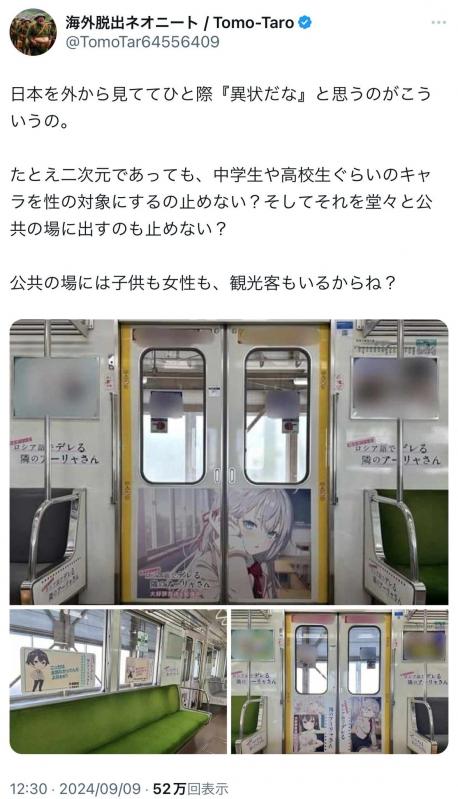 海外脱出ネオニート / Tomo-Taro
@TomoTar64556409
日本を外から見ててひと際『異状だな』と思うのがこう
いうの。
たとえ二次元であっても、中学生や高校生ぐらいのキャ
ラを性の対象にするの止めない？そしてそれを堂々と公
共の場に出すのも止めない？
公共の場には子供も女性も、観光客もいるからね？
ロシア語でデレる
隣のアーリャさん
ロシア語でデレる
隣のアーリャさん
隣のアーリャさん
12:30 · 2024/09/09 · 52万回表示